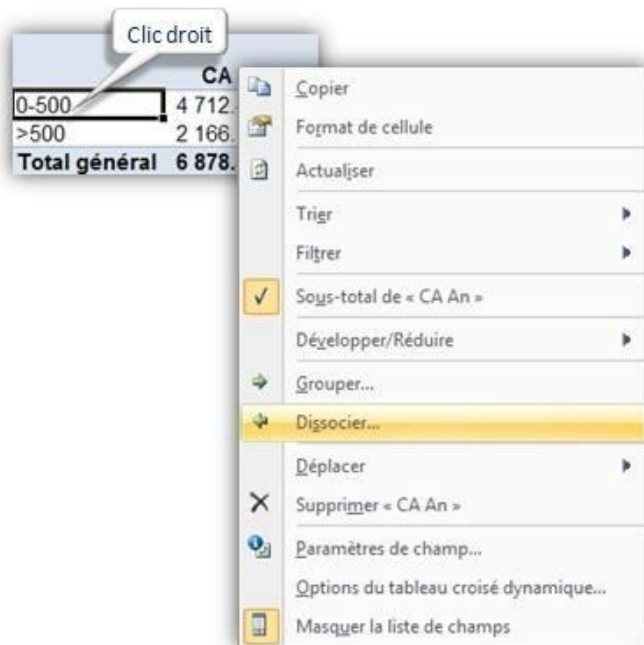 Clic droit
CA
0-500 4 712.
>500 2 166.
Total général 6 878.
Copier
Format de cellule
Actualiser
Trier
Filtrer
Sous-total de « CA An »
Développer/Réduire
Grouper...
Dissocier...
Déplacer
Supprimer « CA An »
Paramètres de champ...
Options du tableau croisé dynamique...
Masquer la liste de champs